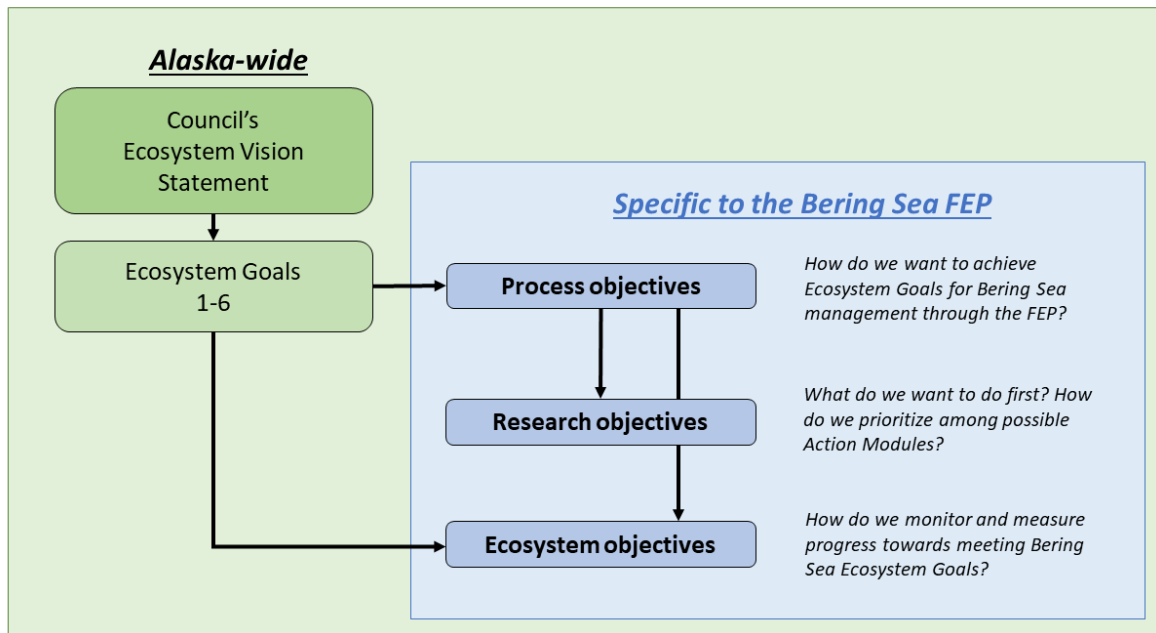 Alaska-wide
Council’s
Ecosystem Vision
Statement
Ecosystem Goals
1-6
Specific to the Bering Sea FEP
Process objectives
How do we want to achieve
Ecosystem Goals for Bering Sea
management through the FEP?
Research objectives
What do we want to do first? How
do we prioritize among possible
Action Modules?
Ecosystem objectives
How do we monitor and measure
progress towards meeting Bering
Sea Ecosystem Goals?